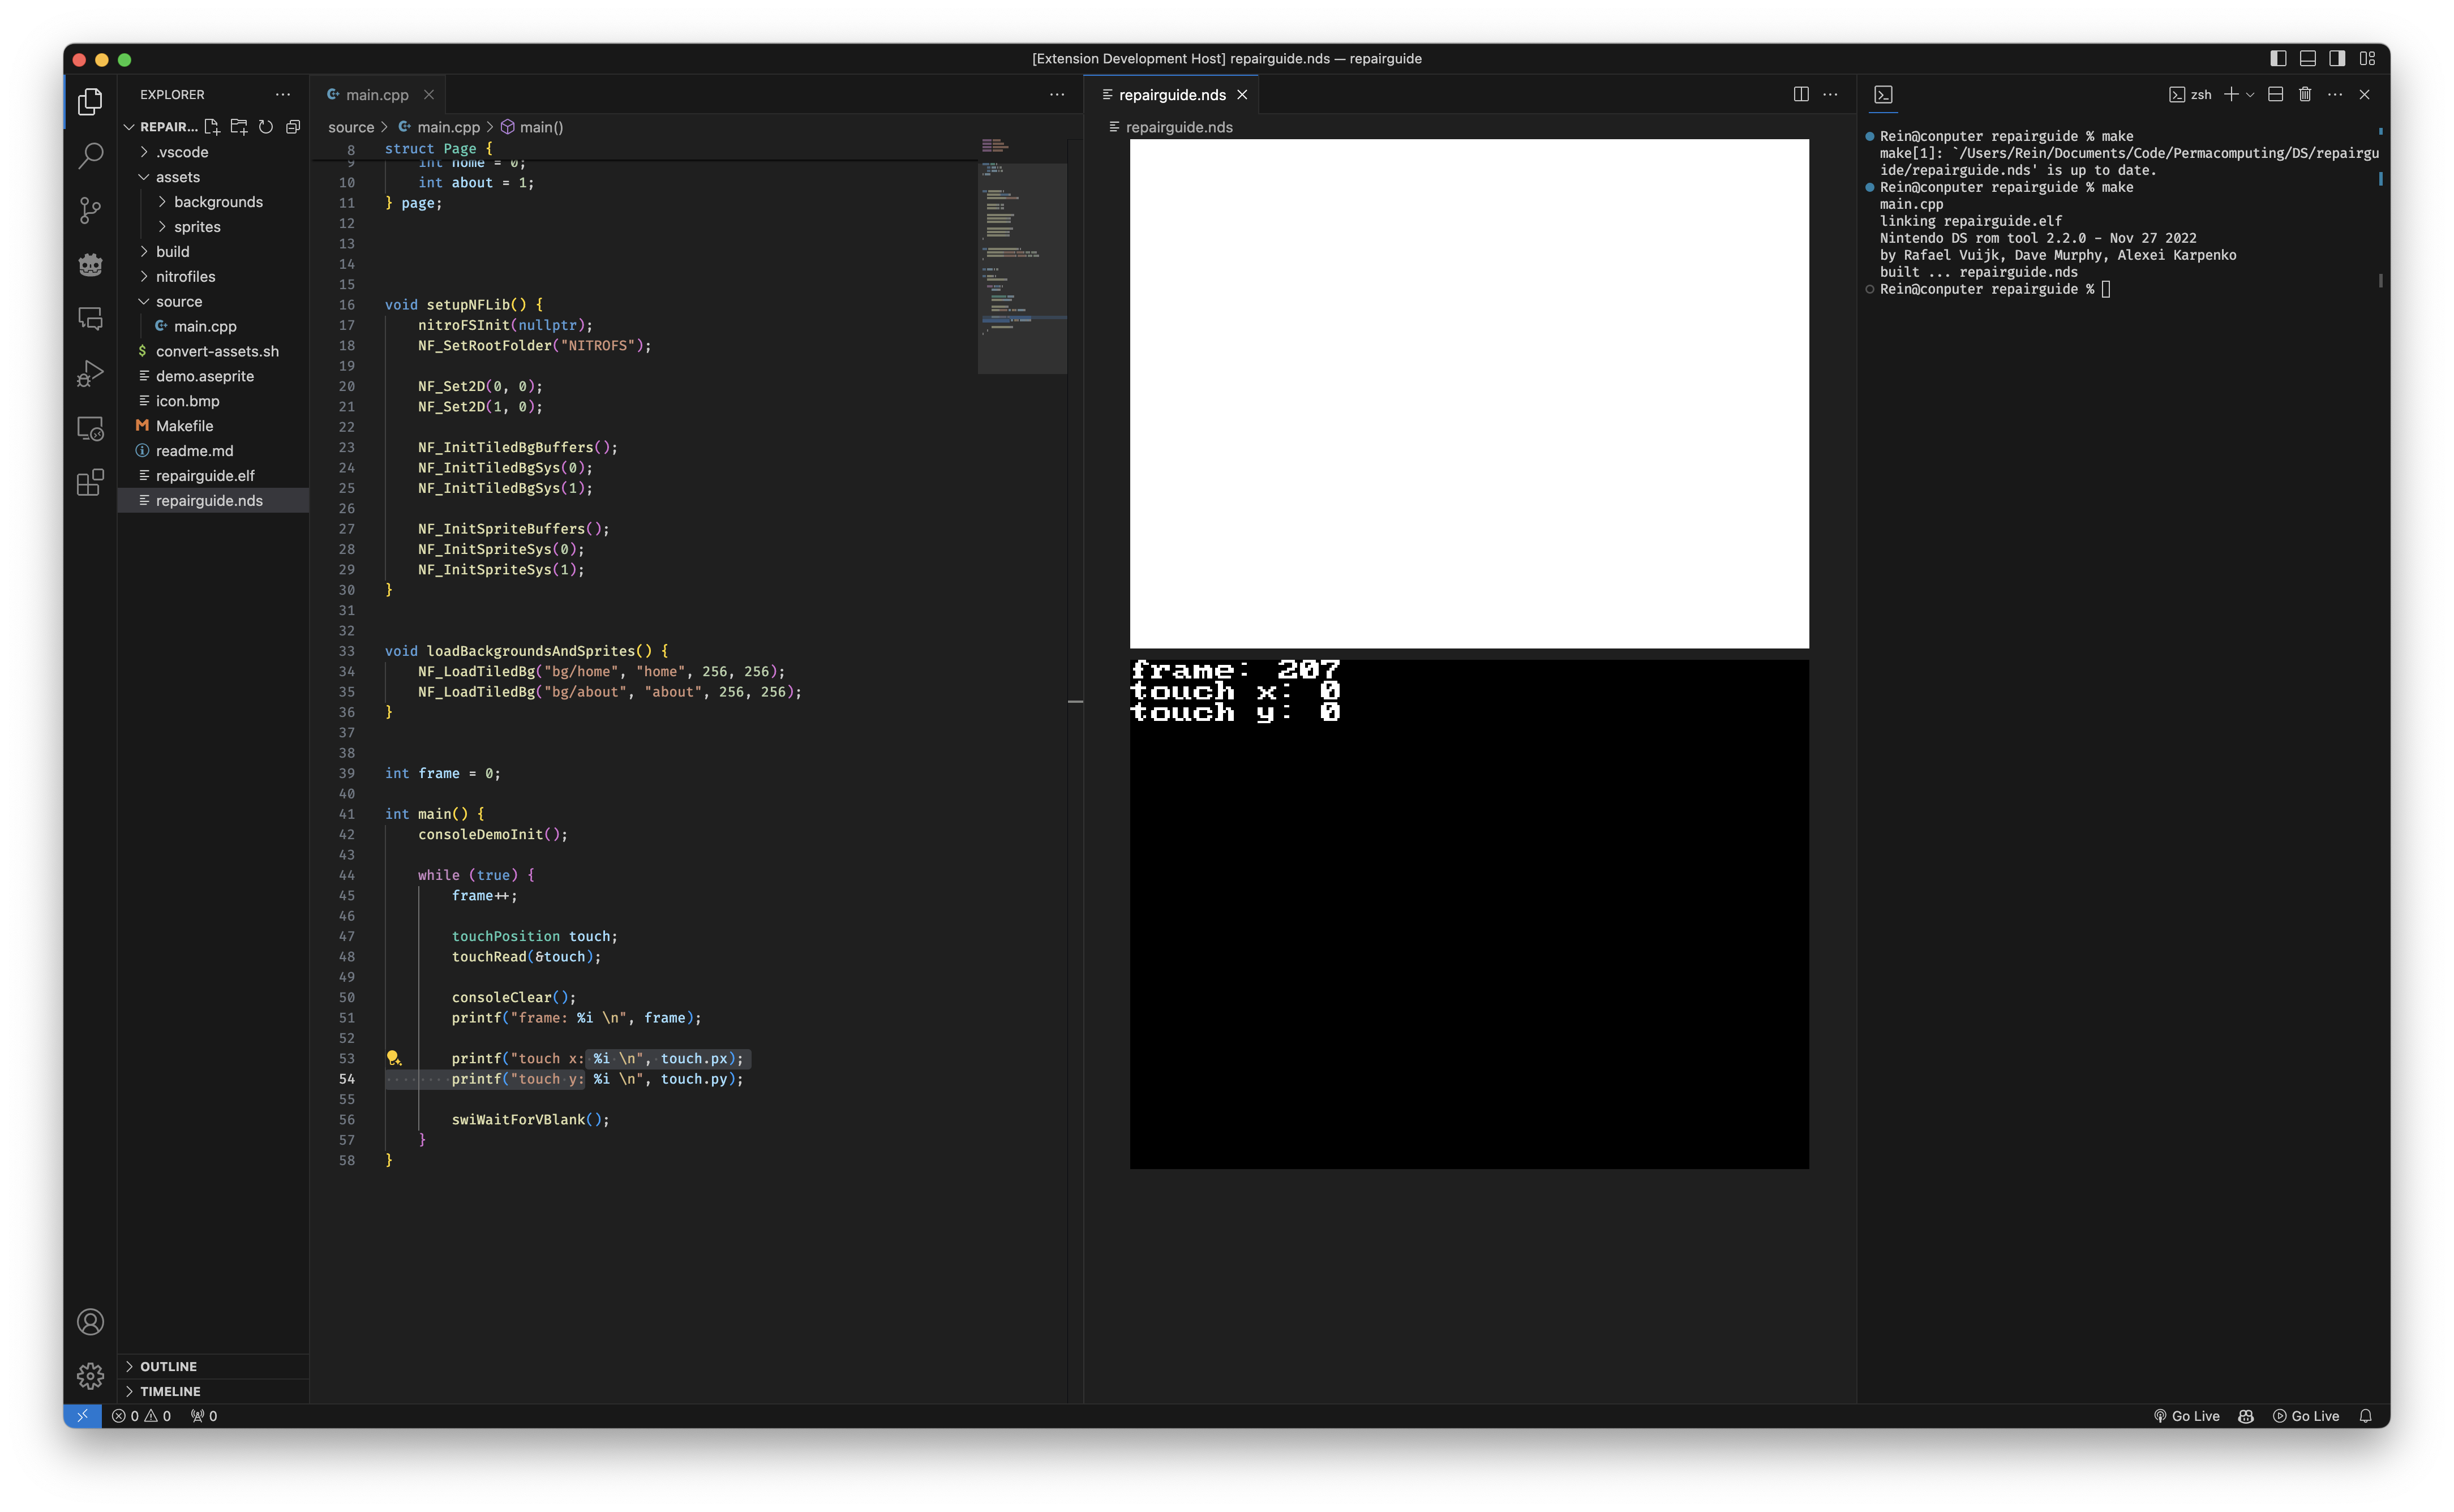 [Extension Development Host] repairguide.nds — repairguide
EXPLORER
REPAIR...
.vscode
assets
backgrounds
sprites
build
nitrofiles
source
main.cpp
$ convert-assets.sh
demo.aseprite
icon.bmp
Makefile
readme.md
repairguide.elf
repairguide.nds
OUTLINE
TIMELINE
main.cpp
source > main.cpp > main()
8 struct Page {
9 int home = 0;
10 int about = 1;
11 } page;
12
13
14
15
16 void setupNFLib() {
17 nitroFSInit(nullptr);
18 NF_SetRootFolder("NITROFS");
19
20 NF_Set2D(0, 0);
21 NF_Set2D(1, 0);
22
23 NF_InitTiledBgBuffers();
24 NF_InitTiledBgSys(0);
25 NF_InitTiledBgSys(1);
26
27 NF_InitSpriteBuffers();
28 NF_InitSpriteSys(0);
29 NF_InitSpriteSys(1);
30 }
31
32
33 void loadBackgroundsAndSprites() {
34 NF_LoadTiledBg("bg/home", "home", 256, 256);
35 NF_LoadTiledBg("bg/about", "about", 256, 256);
36 }
37
38
39 int frame = 0;
40
41 int main() {
42 consoleDemoInit();
43
44 while (true) {
45 frame++;
46
47 touchPosition touch;
48 touchRead(&touch);
49
50 consoleClear();
51 printf("frame: %i \n", frame);
52
53 printf("touch x: %i \n", touch.px);
54 printf("touch y: %i \n", touch.py);
55
56 swiWaitForVBlank();
57 }
58 }
repairguide.nds
repairguide.nds
frame: 207
touch x: 0
touch y: 0
zsh
Rein@conputer repairguide % make
make[1]: `/Users/Rein/Documents/Code/Permacomputing/DS/repairgu
ide/repairguide.nds' is up to date.
Rein@conputer repairguide % make
main.cpp
linking repairguide.elf
Nintendo DS rom tool 2.2.0 - Nov 27 2022
by Rafael Vuijk, Dave Murphy, Alexei Karpenko
built ... repairguide.nds
Rein@conputer repairguide %
0 0 0
Go Live Go Live